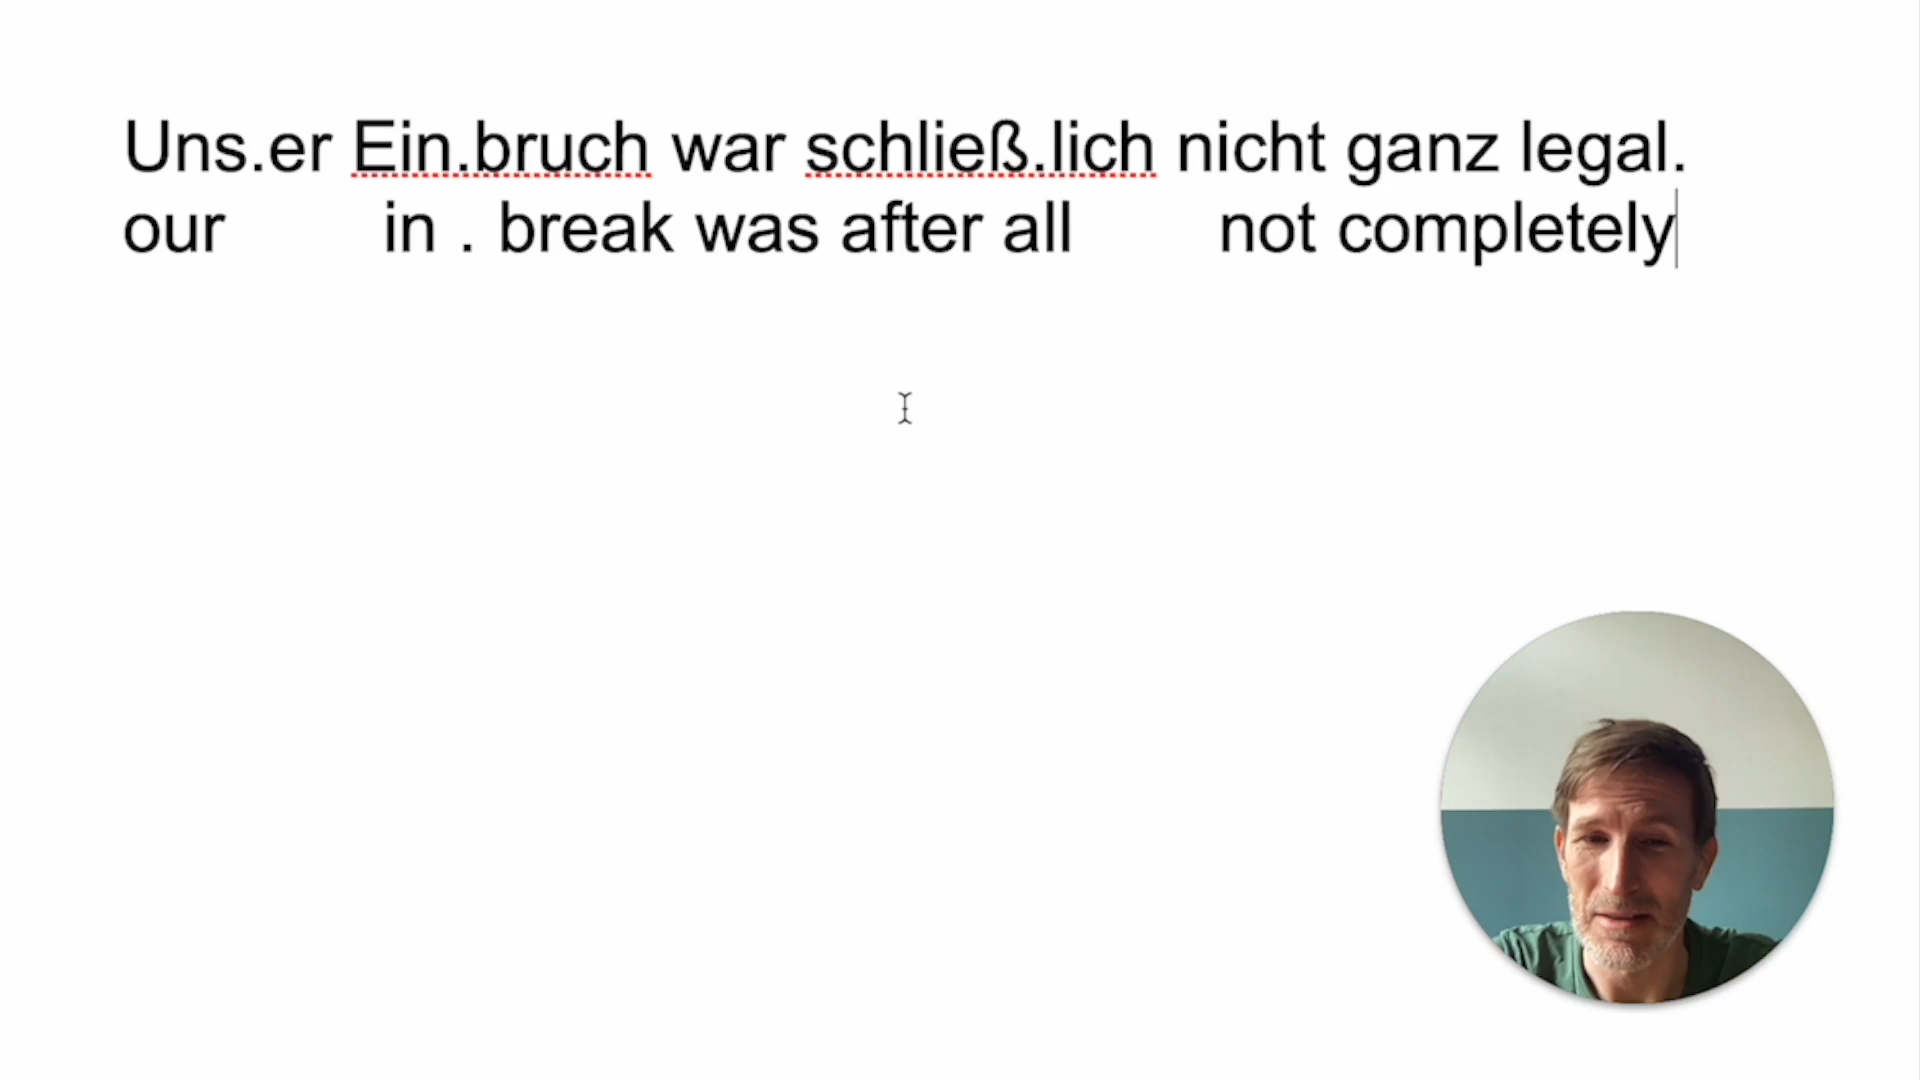 Uns.er Ein.bruch war schließ.lich nicht ganz legal.
our in . break was after all not completely